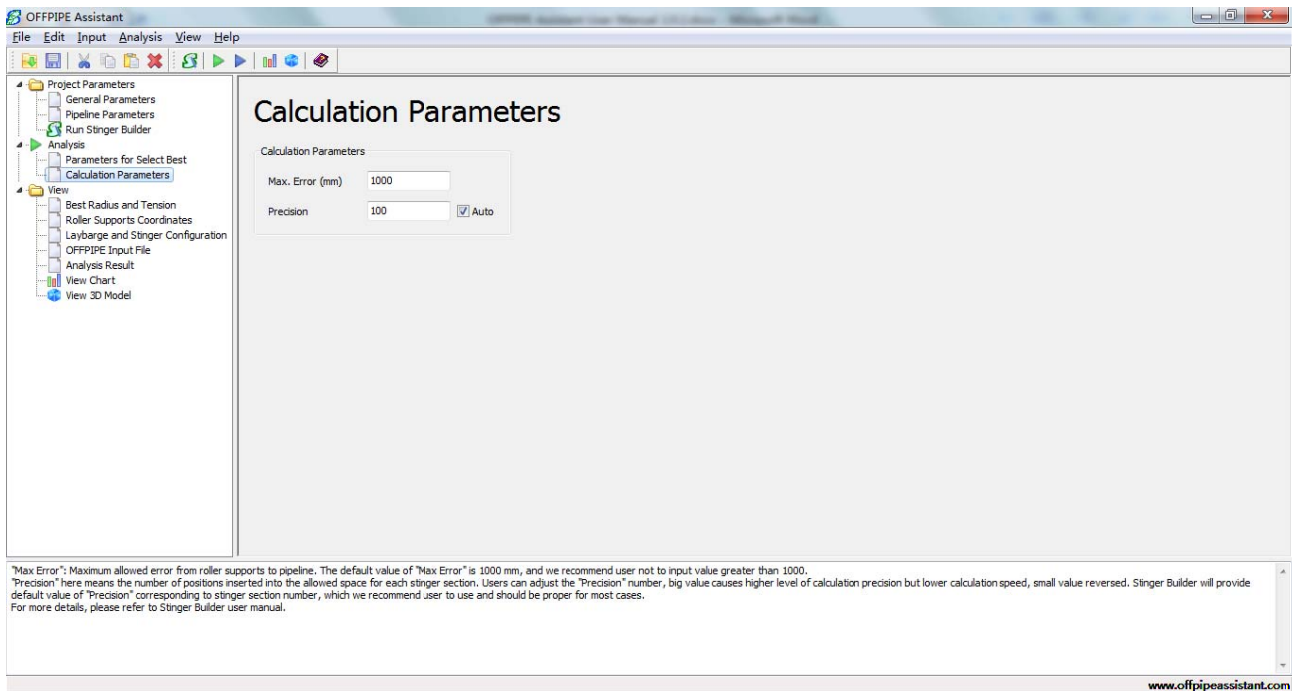 OFFPIPE Assistant
File Edit Input Analysis View Help
Project Parameters
General Parameters
Pipeline Parameters
Run Stinger Builder
Analysis
Parameters for Select Best
Calculation Parameters
View
Best Radius and Tension
Roller Supports Coordinates
Laybarge and Stinger Configuration
OFFPIPE Input File
Analysis Result
View Chart
View 3D Model
Calculation Parameters
Calculation Parameters
Max. Error (mm) 1000
Precision 100 Auto
"Max Error": Maximum allowed error from roller supports to pipeline. The default value of "Max Error" is 1000 mm, and we recommend user not to input value greater than 1000.
"Precision" here means the number of positions inserted into the allowed space for each stinger section. Users can adjust the "Precision" number, big value causes higher level of calculation precision but lower calculation speed, small value reversed. Stinger Builder will provide
default value of "Precision" corresponding to stinger section number, which we recommend user to use and should be proper for most cases.
For more details, please refer to Stinger Builder user manual.
www.offpipeassistant.com